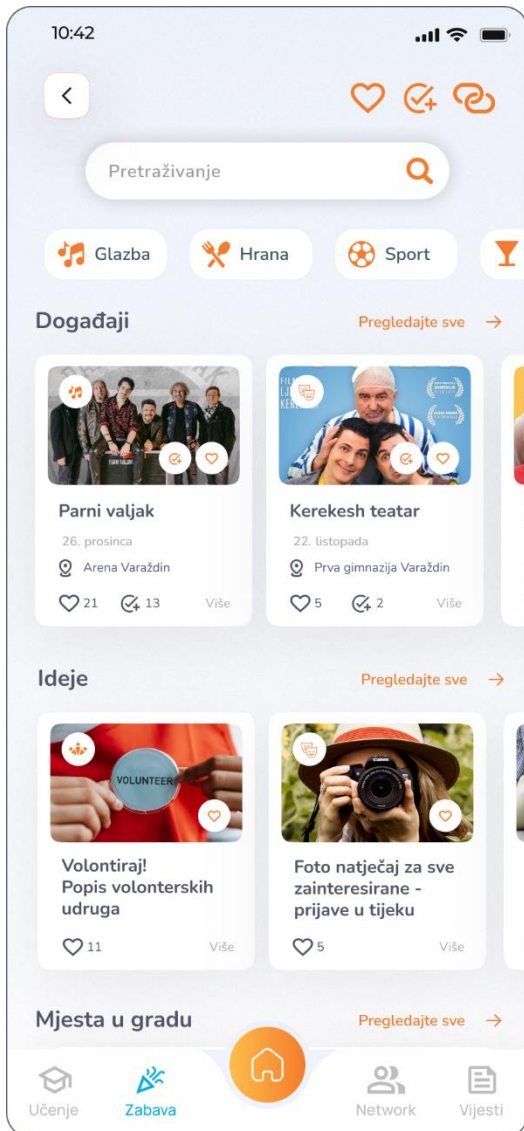 10:42
Pretraživanje
Glazba
Hrana
Sport
Događaji
Pregledajte sve
Parni valjak
26. prosinca
Arena Varaždin
21
13
Više
Kerekesh teatar
22. listopada
Prva gimnazija Varaždin
5
2
Više
Ideje
Pregledajte sve
VOLUNTEER
Volontiraj!
Popis volonterskih
udruga
11
Više
Canon
Foto natječaj za sve
zainteresirane -
prijave u tijeku
5
Više
Mjesta u gradu
Pregledajte sve
Učenje
Zabava
Network
Vijesti